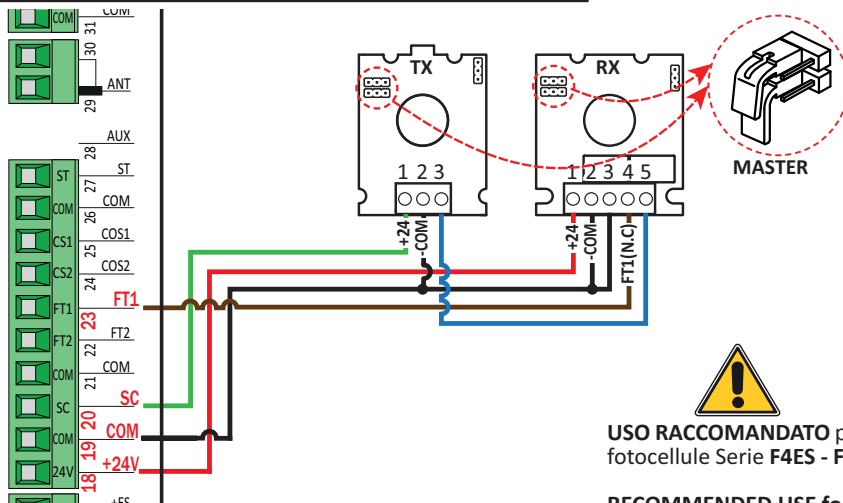 COM
COM
31
30
ANT
29
AUX
28
ST
ST
27
COM
COM
26
CS1
COS1
25
CS2
COS2
24
FT1
FT1
23
FT2
FT2
22
COM
COM
21
SC
SC
20
COM
COM
19
24V
+24V
18
+ES
TX
1 2 3
+24
-COM
RX
1 2 3 4 5
+24
-COM
FT1(N.C)
MASTER
USO RACCOMANDATO
fotocellule Serie F4ES -
RECOMMENDED USE